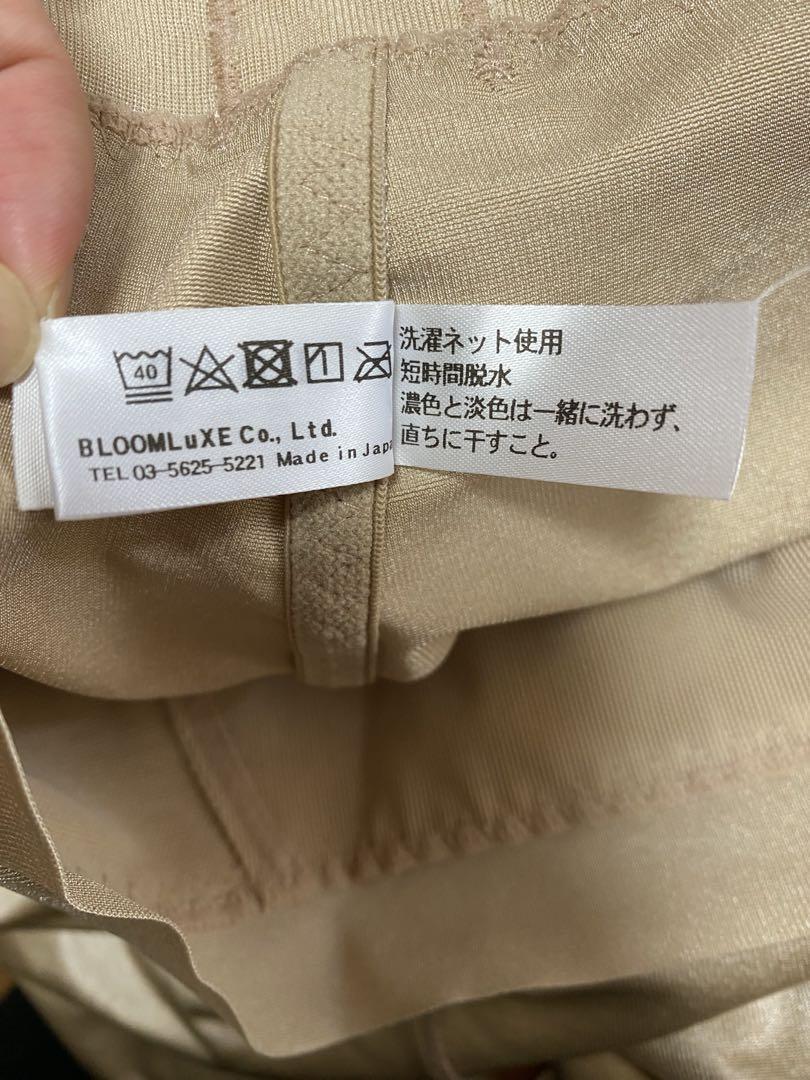 40
BLOOMLuXE Co., Ltd.
TEL 03-5625-5221 Made in Japa
洗濯ネット使用
短時間脱水
濃色と淡色は一緒に洗わず、
直ちに干すこと。